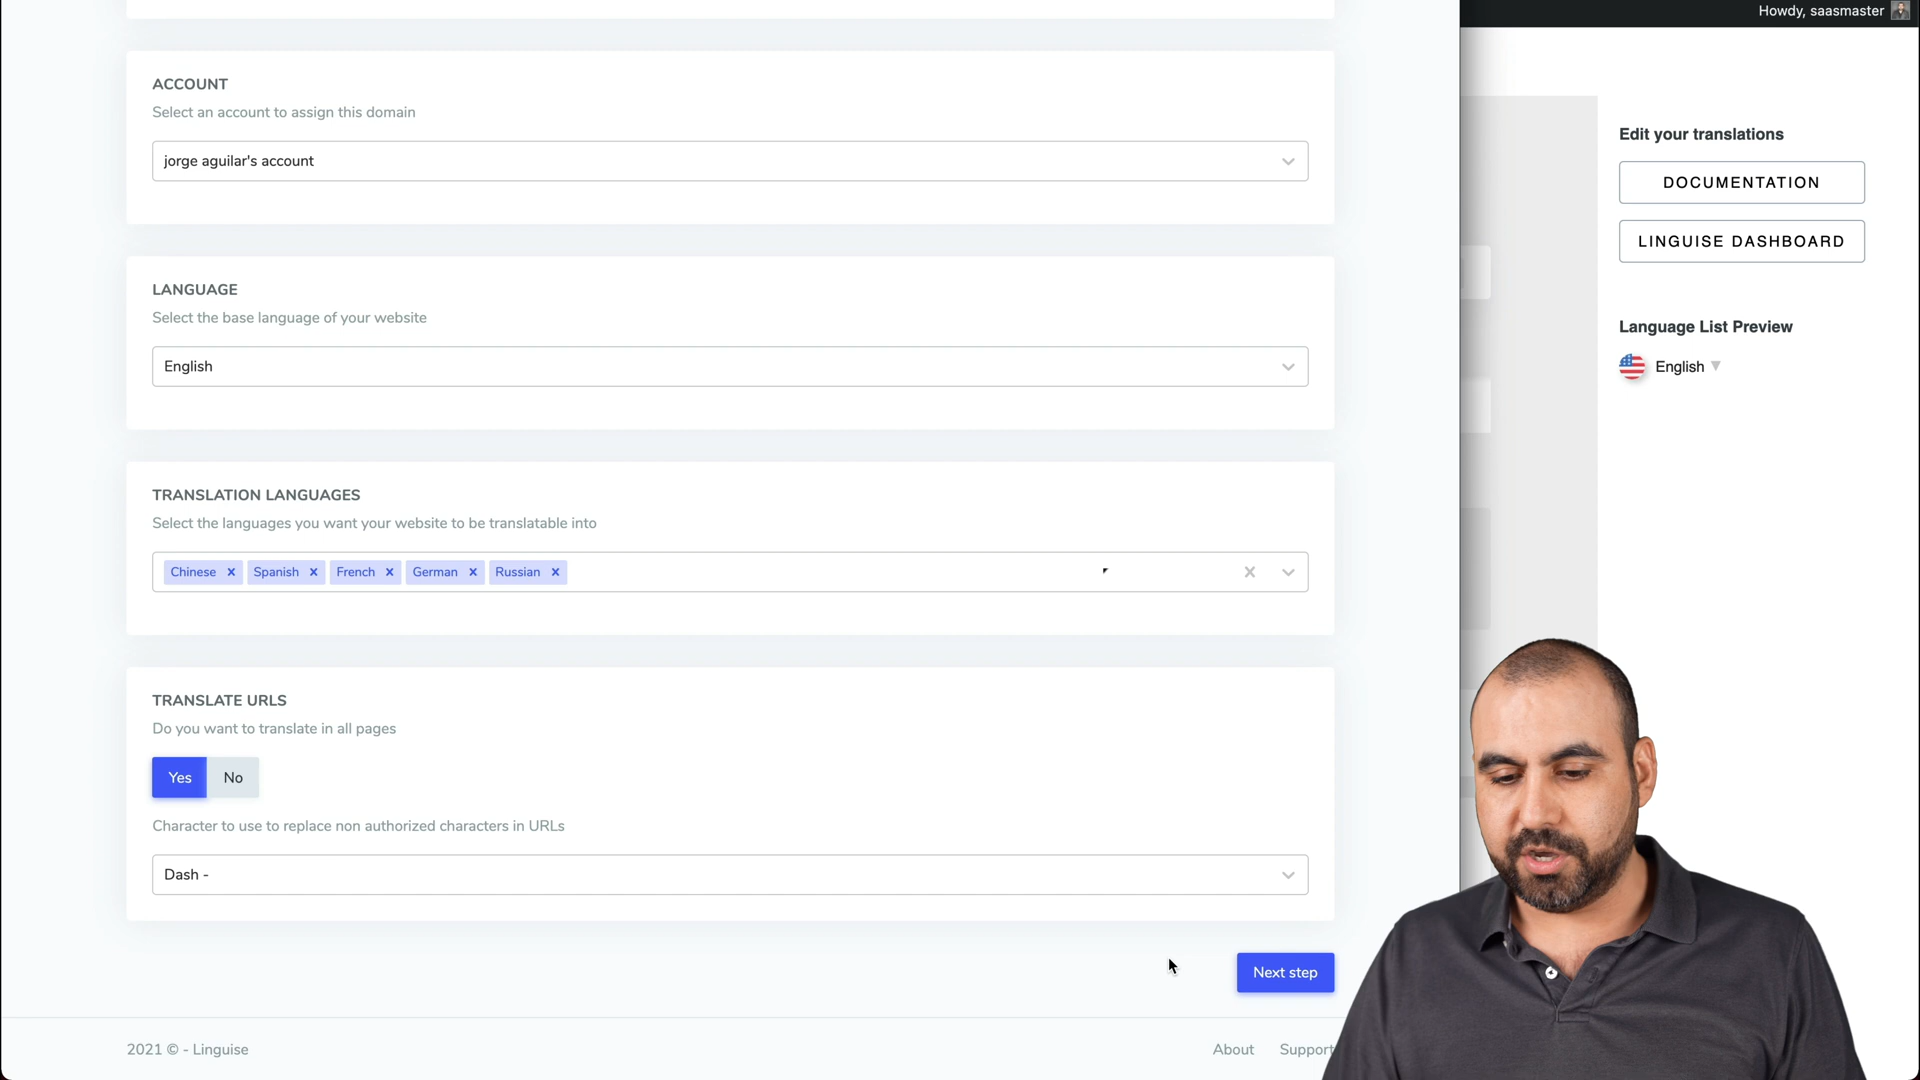 Howdy, saasmaster
ACCOUNT
Select an account to assign this domain
jorge aguilar's account
LANGUAGE
Select the base language of your website
English
TRANSLATION LANGUAGES
Select the languages you want your website to be translatable into
Chinese × Spanish × French × German × Russian ×
TRANSLATE URLS
Do you want to translate in all pages
Yes No
Character to use to replace non authorized characters in URLs
Dash -
Next step
2021 © - Linguise
About Support
Edit your translations
DOCUMENTATION
LINGUISE DASHBOARD
Language List Preview
English